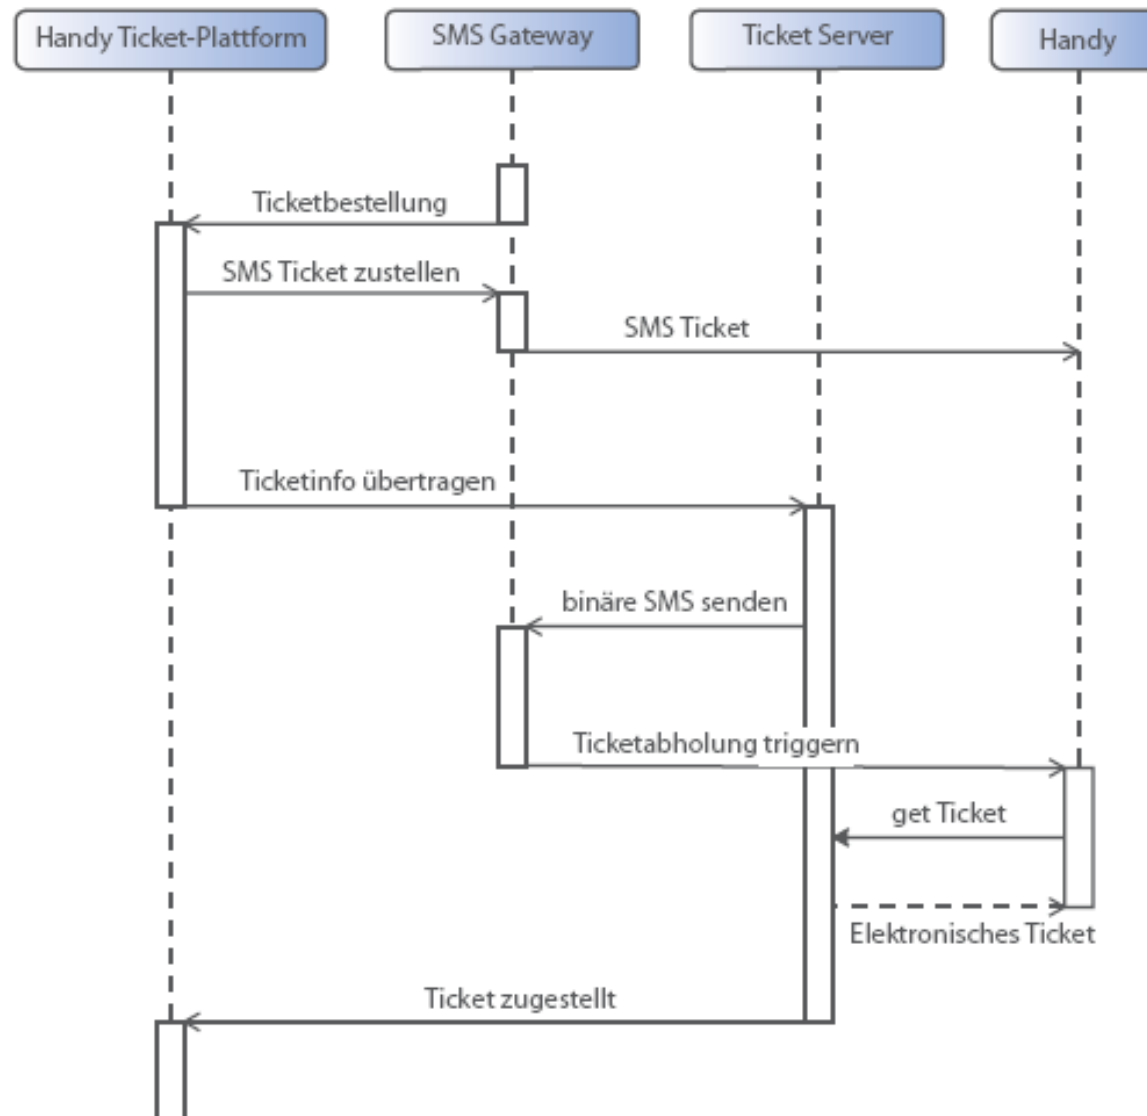 Handy Ticket-Plattform
SMS Gateway
Ticket Server
Handy
Ticketbestellung
SMS Ticket zustellen
SMS Ticket
Ticketinfo übertragen
binäre SMS senden
Ticketabholung triggern
get Ticket
Elektronisches Ticket
Ticket zugestellt